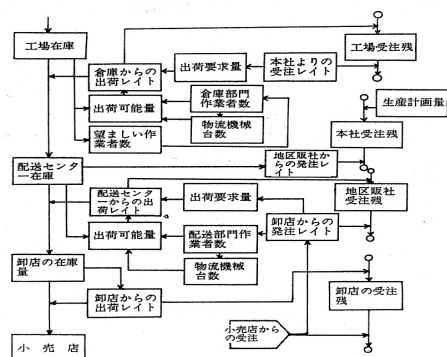 工場在庫
工場受注残
倉庫からの
出荷レイト
出荷要求量
本社よりの
受注レイト
生産計画量
出荷可能量
倉庫部門
作業者数
望ましい作
業者数
物流機械
台数
本社受注残
地区販社か
らの発注レ
イト
配送センタ
ー在庫
配送センタ
ーからの出
荷レイト
出荷要求量
卸店からの
発注レイト
地区販社
受注残
出荷可能量
配送部門作
業者数
物流機械
台数
卸店の在庫
量
卸店からの
出荷レイト
卸店の受注
残
小売店から
の受注
小売店